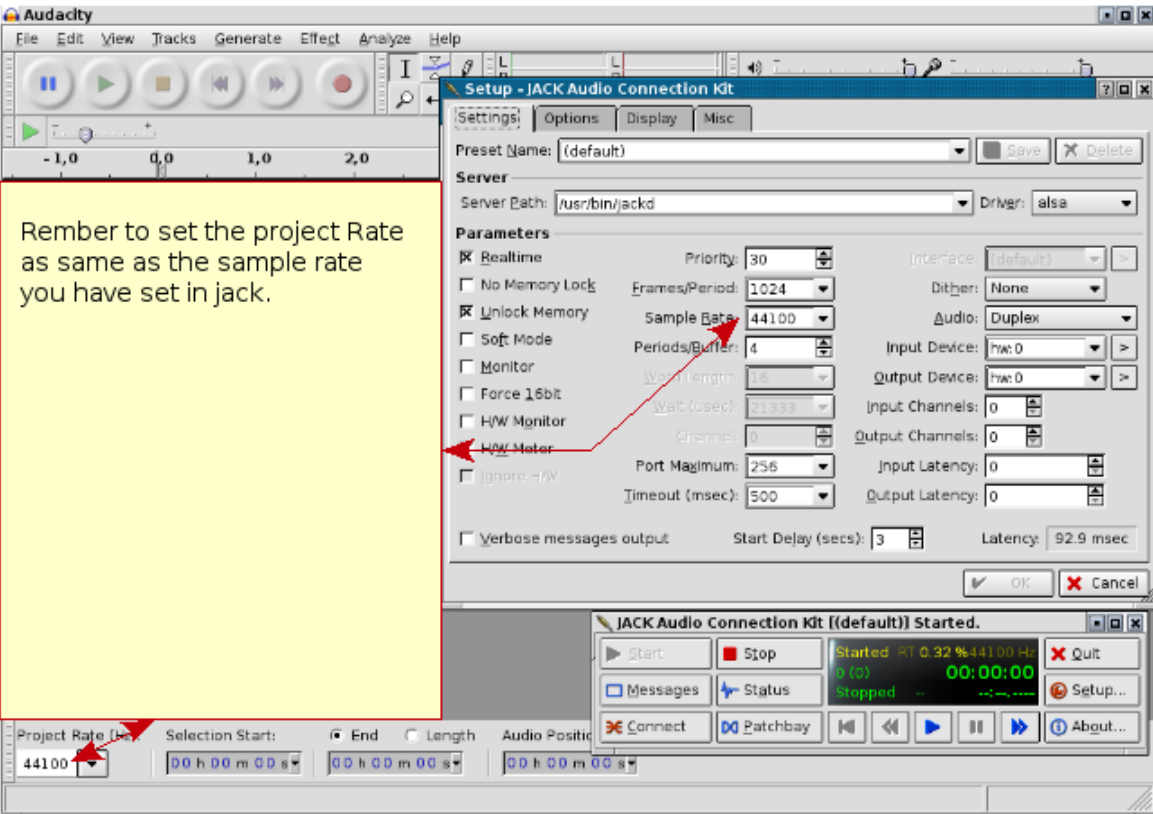 Audacity
File Edit View Tracks Generate Effect Analyze Help
L L
R
-1,0 0,0 1,0 2,0
Rember to set the project Rate
as same as the sample rate
you have set in jack.
Setup - JACK Audio Connection Kit
Settings Options Display Misc
Preset Name: (default) Save Delete
Server
Server Path: /usr/bin/jackd Driver: alsa
Parameters
Realtime Priority: 30 Interface: (default) >
No Memory Lock Frames/Period: 1024 Dither: None
Unlock Memory Sample Rate: 44100 Audio: Duplex
Soft Mode Periods/Buffer: 4 Input Device: hw:0 >
Monitor Word Length: 16 Output Device: hw:0 >
Force 16bit Wait (usec): 21333 Input Channels: 0
H/W Monitor Channel: 0 Output Channels: 0
H/W Meter Port Maximum: 256 Input Latency: 0
Ignore H/W Timeout (msec): 500 Output Latency: 0
Verbose messages output Start Delay (secs): 3 Latency: 92.9 msec
OK Cancel
JACK Audio Connection Kit [(default)] Started.
Start Stop Started RT 0.32 % 44100 Hz Quit
0 (0) 00:00:00
Messages Status Stopped -- --:--.---- Setup...
Connect Patchbay About...
Project Rate (Hz): Selection Start: End Length Audio Positio
44100 00 h 00 m 00 s 00 h 00 m 00 s 00 h 00 m 00 s